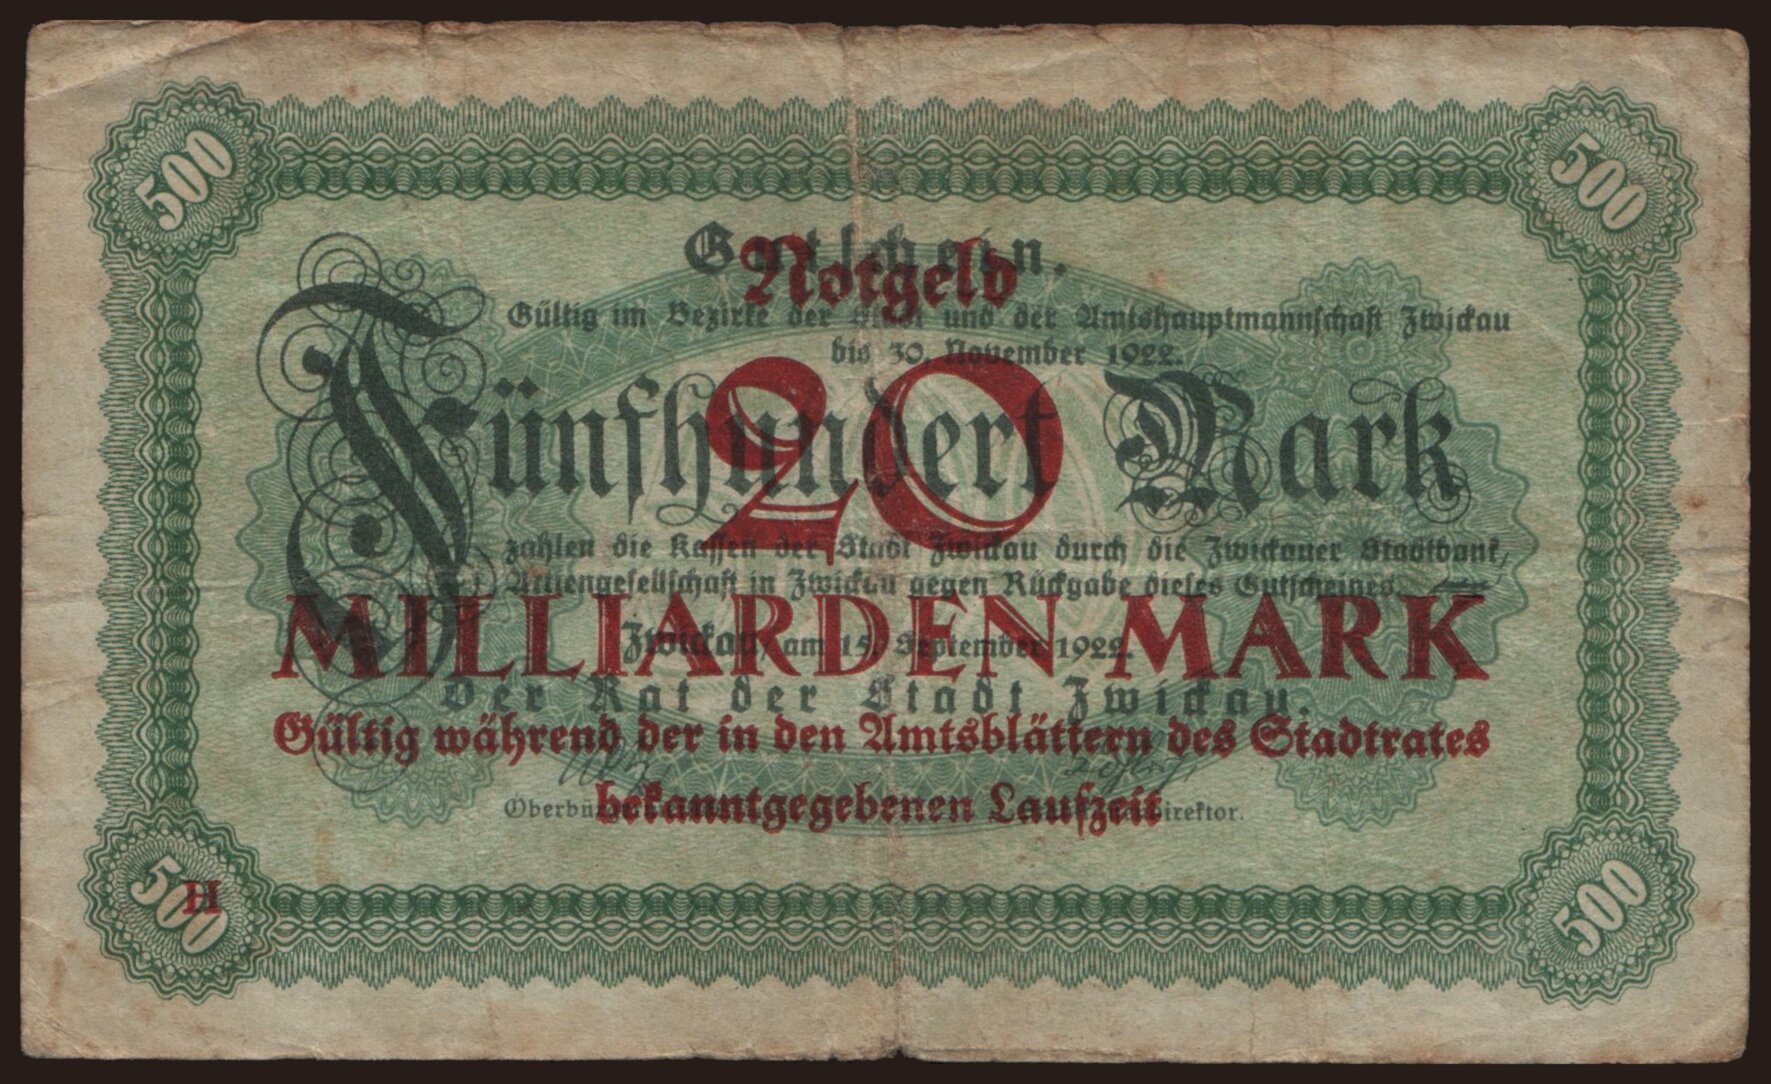 500
500
Gutschein.
Notgeld
Gültig im Bezirke der Stadt und der Amtshauptmannschaft Zwickau
bis 30. November 1922.
Fünfhundert Mark
20
zahlen die Kassen der Stadt Zwickau durch die Zwickauer Stadtbank,
Aktiengesellschaft in Zwickau gegen Rückgabe dieses Gutscheines.
MILLIARDEN MARK
Zwickau, am 15. September 1922.
Der Rat der Stadt Zwickau.
Gültig während der in den Amtsblättern des Stadtrates
bekanntgegebenen Laufzeit
500
H
500